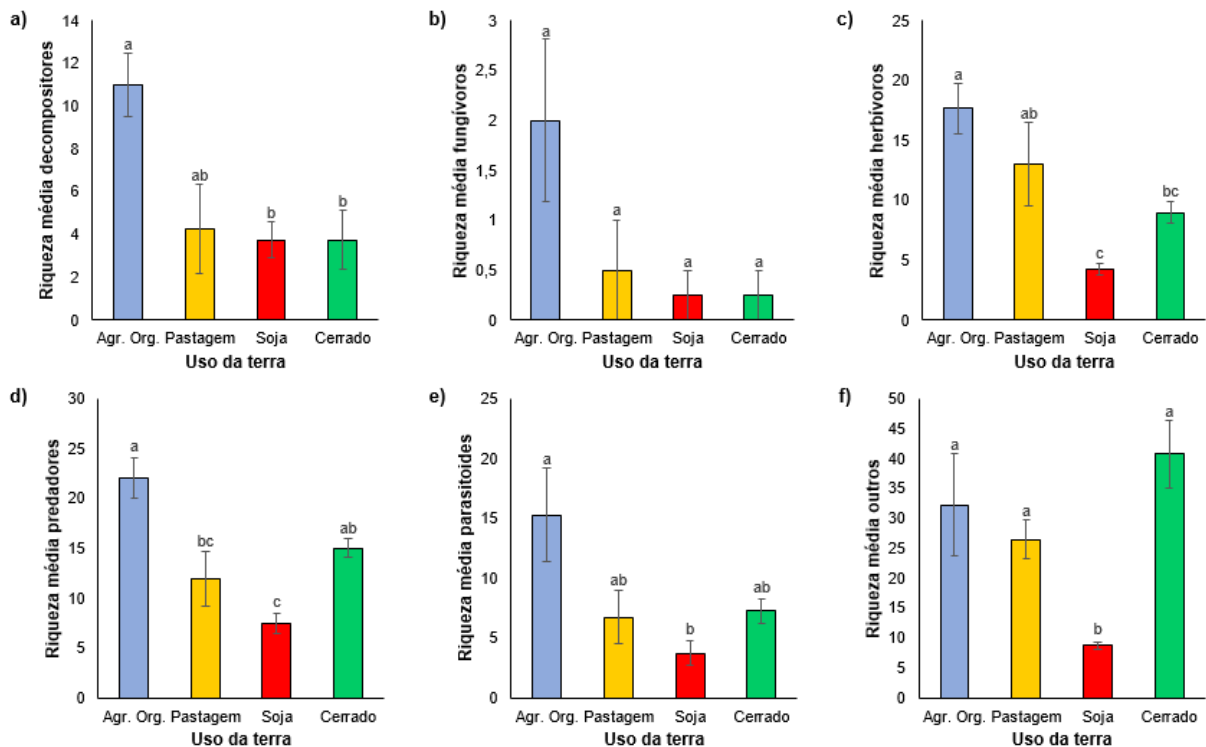 a)
Riqueza média decompositores
14
12
10
8
6
4
2
0
a
ab
b
b
Agr. Org. Pastagem Soja Cerrado
Uso da terra
b)
Riqueza média fungívoros
3
2,5
2
1,5
1
0,5
0
a
a
a
a
Agr. Org. Pastagem Soja Cerrado
Uso da terra
c)
Riqueza média herbívoros
25
20
15
10
5
0
a
ab
c
bc
Agr. Org. Pastagem Soja Cerrado
Uso da terra
d)
Riqueza média predadores
30
25
20
15
10
5
0
a
bc
c
ab
Agr. Org. Pastagem Soja Cerrado
Uso da terra
e)
Riqueza média parasitoides
25
20
15
10
5
0
a
ab
b
ab
Agr. Org. Pastagem Soja Cerrado
Uso da terra
f)
Riqueza média outros
50
45
40
35
30
25
20
15
10
5
0
a
a
b
a
Agr. Org. Pastagem Soja Cerrado
Uso da terra